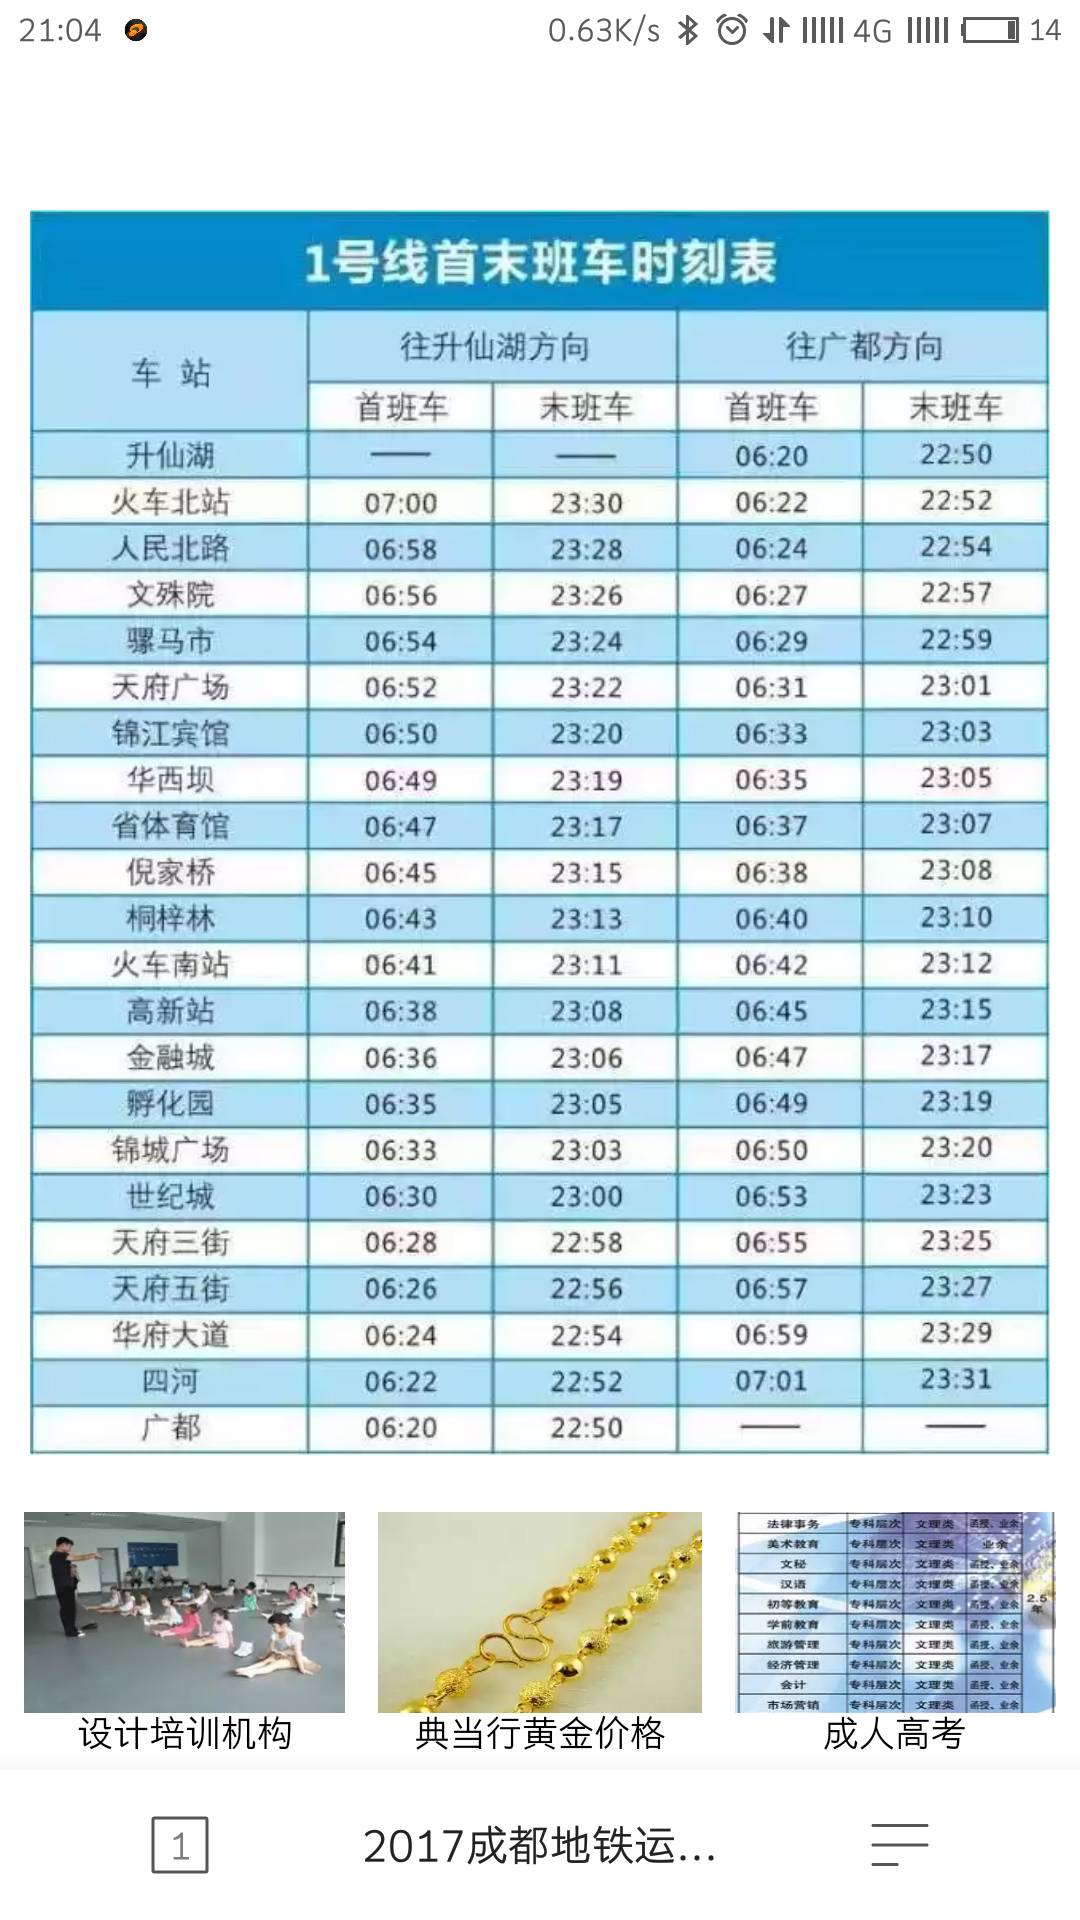 21:04 0.63K/s 4G 14
1号线首末班车时刻表
车 站 往升仙湖方向 往广都方向
首班车 末班车 首班车 末班车
升仙湖 —— —— 06:20 22:50
火车北站 07:00 23:30 06:22 22:52
人民北路 06:58 23:28 06:24 22:54
文殊院 06:56 23:26 06:27 22:57
骡马市 06:54 23:24 06:29 22:59
天府广场 06:52 23:22 06:31 23:01
锦江宾馆 06:50 23:20 06:33 23:03
华西坝 06:49 23:19 06:35 23:05
省体育馆 06:47 23:17 06:37 23:07
倪家桥 06:45 23:15 06:38 23:08
桐梓林 06:43 23:13 06:40 23:10
火车南站 06:41 23:11 06:42 23:12
高新站 06:38 23:08 06:45 23:15
金融城 06:36 23:06 06:47 23:17
孵化园 06:35 23:05 06:49 23:19
锦城广场 06:33 23:03 06:50 23:20
世纪城 06:30 23:00 06:53 23:23
天府三街 06:28 22:58 06:55 23:25
天府五街 06:26 22:56 06:57 23:27
华府大道 06:24 22:54 06:59 23:29
四河 06:22 22:52 07:01 23:31
广都 06:20 22:50 —— ——
法律事务 专科层次 文理类 函授、业余
美术教育 专科层次 文理类 业余
文秘 专科层次 文理类 函授、业余
汉语 专科层次 文理类 函授、业余
初等教育 专科层次 文理类 函授、业余 2.5年
学前教育 专科层次 文理类 函授、业余
旅游管理 专科层次 文理类 函授、业余
经济管理 专科层次 文理类 函授、业余
会计 专科层次 文理类 函授、业余
市场营销 专科层次 文理类 函授、业余
设计培训机构 典当行黄金价格 成人高考
1 2017成都地铁运...